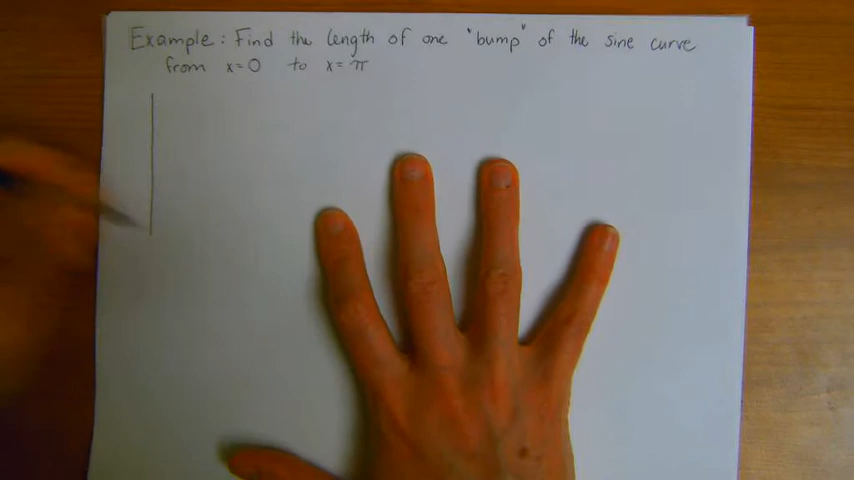 Example: Find the length of one "bump" of the sine curve
from x=0 to x=π